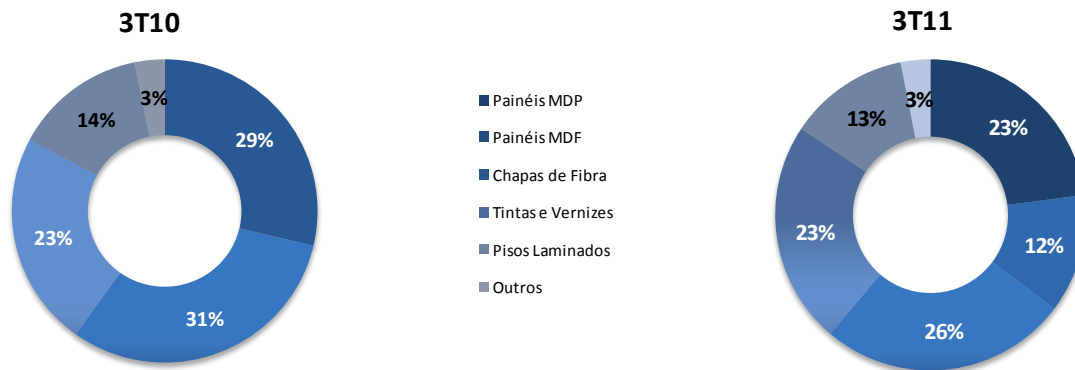 3T10
3%
14%
29%
23%
31%
Painéis MDP
Painéis MDF
Chapas de Fibra
Tintas e Vernizes
Pisos Laminados
Outros
3T11
3%
13%
23%
23%
12%
26%